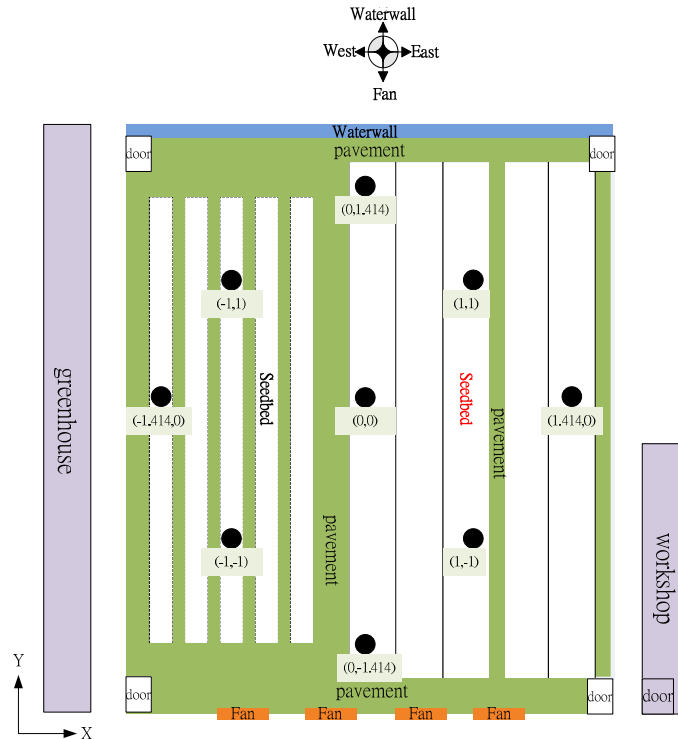 Waterwall
West
East
Fan
Waterwall
door
pavement
door
(0,1.414)
(-1,1)
(1,1)
greenhouse
Seedbed
Seedbed
(-1.414,0)
(0,0)
pavement
(1.414,0)
pavement
(-1,-1)
(1,-1)
workshop
(0,-1.414)
Y
door
pavement
door
door
Fan
Fan
Fan
Fan
X